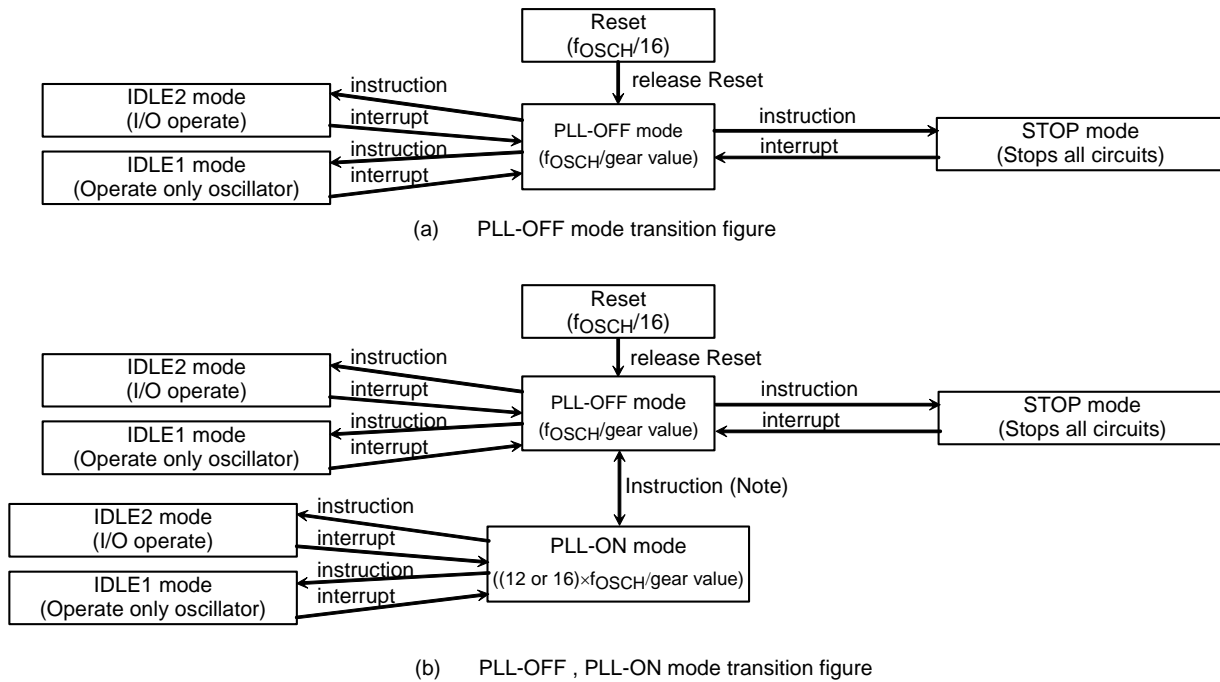 Reset
(fOSCH/16)
release Reset
IDLE2 mode
(I/O operate)
instruction
interrupt
IDLE1 mode
(Operate only oscillator)
instruction
interrupt
PLL-OFF mode
(fOSCH/gear value)
instruction
interrupt
STOP mode
(Stops all circuits)
(a) PLL-OFF mode transition figure
Reset
(fOSCH/16)
release Reset
IDLE2 mode
(I/O operate)
instruction
interrupt
IDLE1 mode
(Operate only oscillator)
instruction
interrupt
PLL-OFF mode
(fOSCH/gear value)
instruction
interrupt
STOP mode
(Stops all circuits)
Instruction (Note)
IDLE2 mode
(I/O operate)
instruction
interrupt
IDLE1 mode
(Operate only oscillator)
instruction
interrupt
PLL-ON mode
((12 or 16)×fOSCH/gear value)
(b) PLL-OFF , PLL-ON mode transition figure